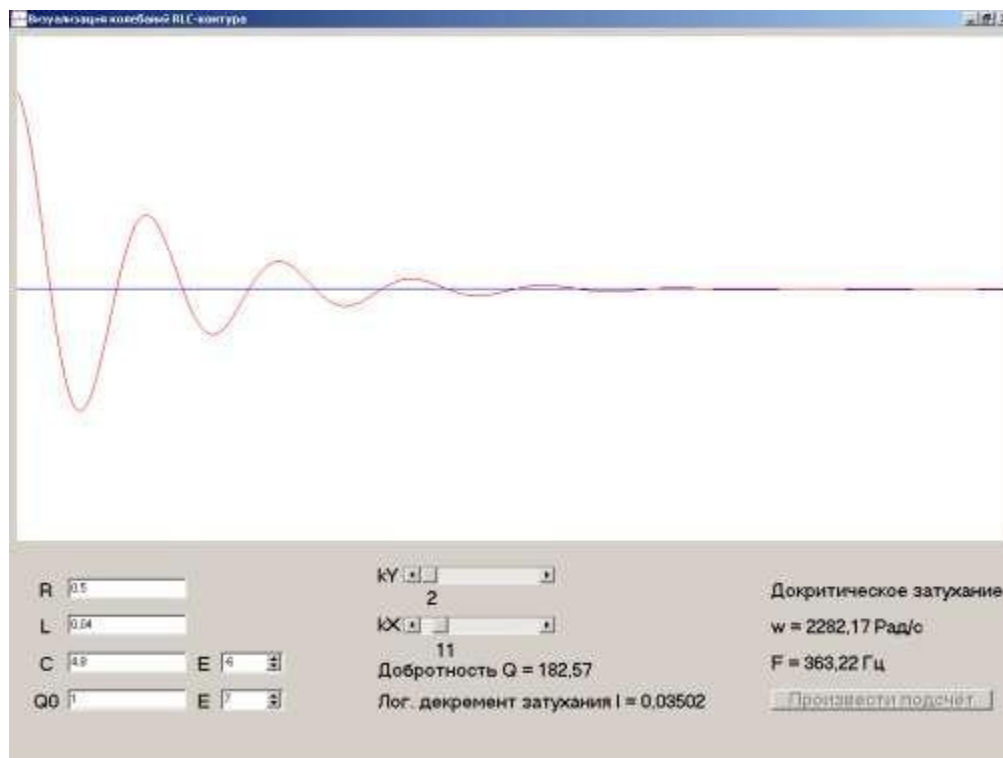 Визуализация колебаний RLC-контура
R 0.5
L 0.04
C 4.8 E -6
Q0 1 E 7
kY
2
kX
11
Добротность Q = 182,57
Лог. декремент затухания l = 0,03502
Докритическое затухание
w = 2282,17 Рад/с
F = 363,22 Гц
Произвести подсчёт